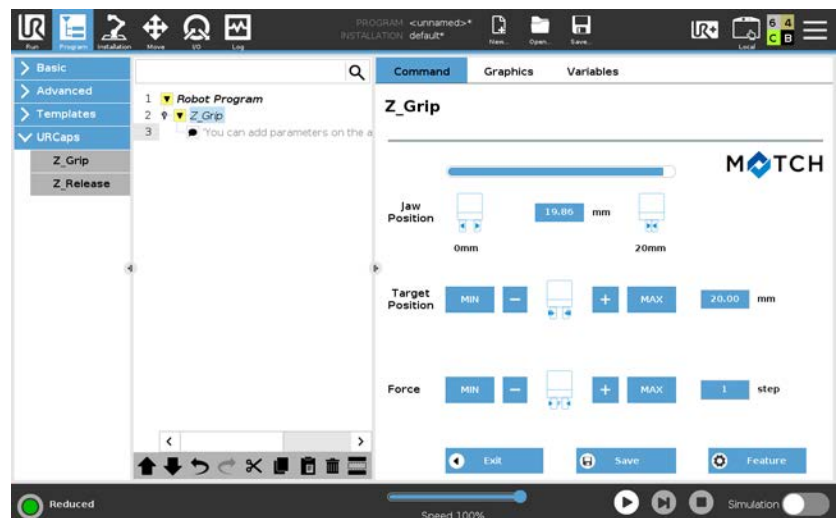 UR
PROGRAM <unnamed>*
INSTALLATION default*
Run Program Installation Move I/O Log New... Open... Save... Local
UR+
6 4
C B
Basic
Advanced
Templates
URCaps
Z_Grip
Z_Release
1 Robot Program
2 Z_Grip
3 'You can add parameters on the a
Command Graphics Variables
Z_Grip
MATCH
Jaw
Position
19.86 mm
0mm 20mm
Target
Position
MIN − + MAX 20.00 mm
Force MIN − + MAX 1 step
Exit Save Feature
Reduced
Speed 100%
Simulation